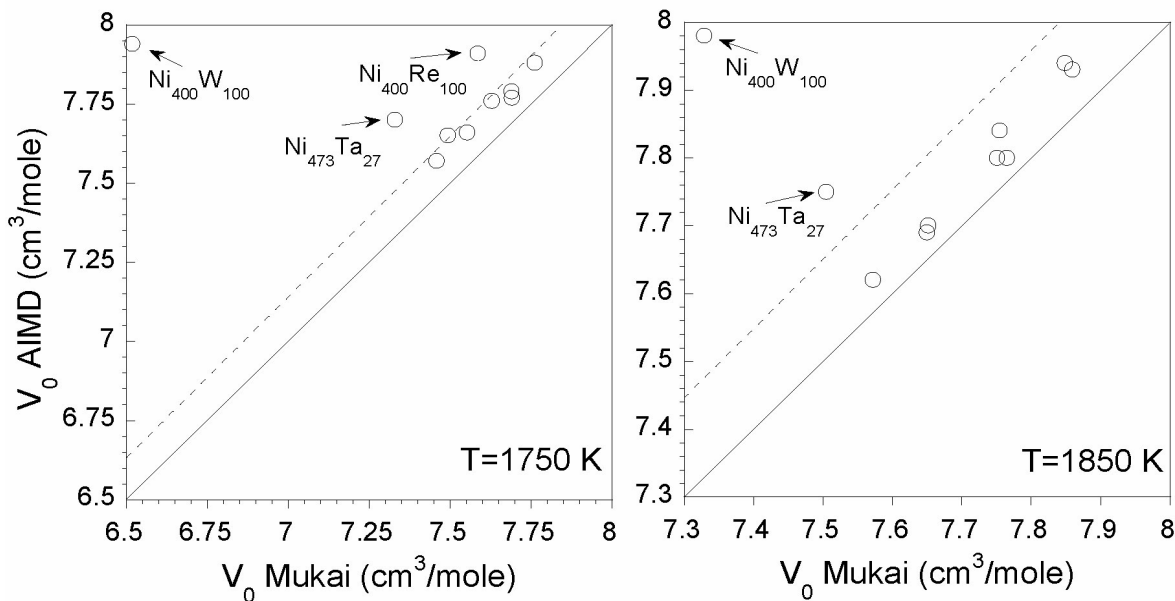 8
7.75
7.5
7.25
7
6.75
6.5
V₀ AIMD (cm³/mole)
Ni₄₀₀W₁₀₀
Ni₄₀₀Re₁₀₀
Ni₄₇₃Ta₂₇
T=1750 K
6.5 7 7.25 7.5 7.75 8
V₀ Mukai (cm³/mole)
8
7.9
7.8
7.7
7.6
7.5
7.4
7.3
Ni₄₀₀W₁₀₀
Ni₄₇₃Ta₂₇
T=1850 K
7.3 7.4 7.5 7.6 7.7 7.8 7.9 8
V₀ Mukai (cm³/mole)